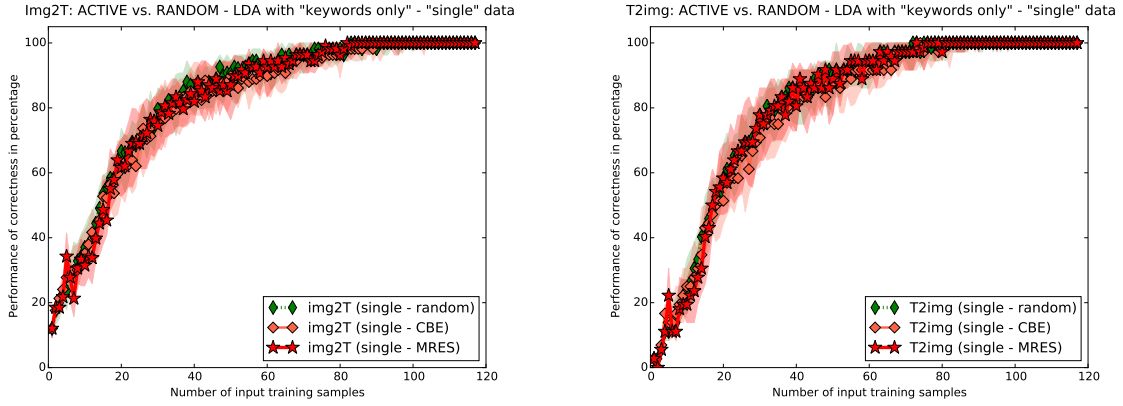 Img2T: ACTIVE vs. RANDOM - LDA with "keywords only" - "single" data
Performance of correctness in percentage
100
80
60
40
20
0
0 20 40 60 80 100 120
Number of input training samples
img2T (single - random)
img2T (single - CBE)
img2T (single - MRES)
T2img: ACTIVE vs. RANDOM - LDA with "keywords only" - "single" data
Performance of correctness in percentage
100
80
60
40
20
0
0 20 40 60 80 100 120
Number of input training samples
T2img (single - random)
T2img (single - CBE)
T2img (single - MRES)